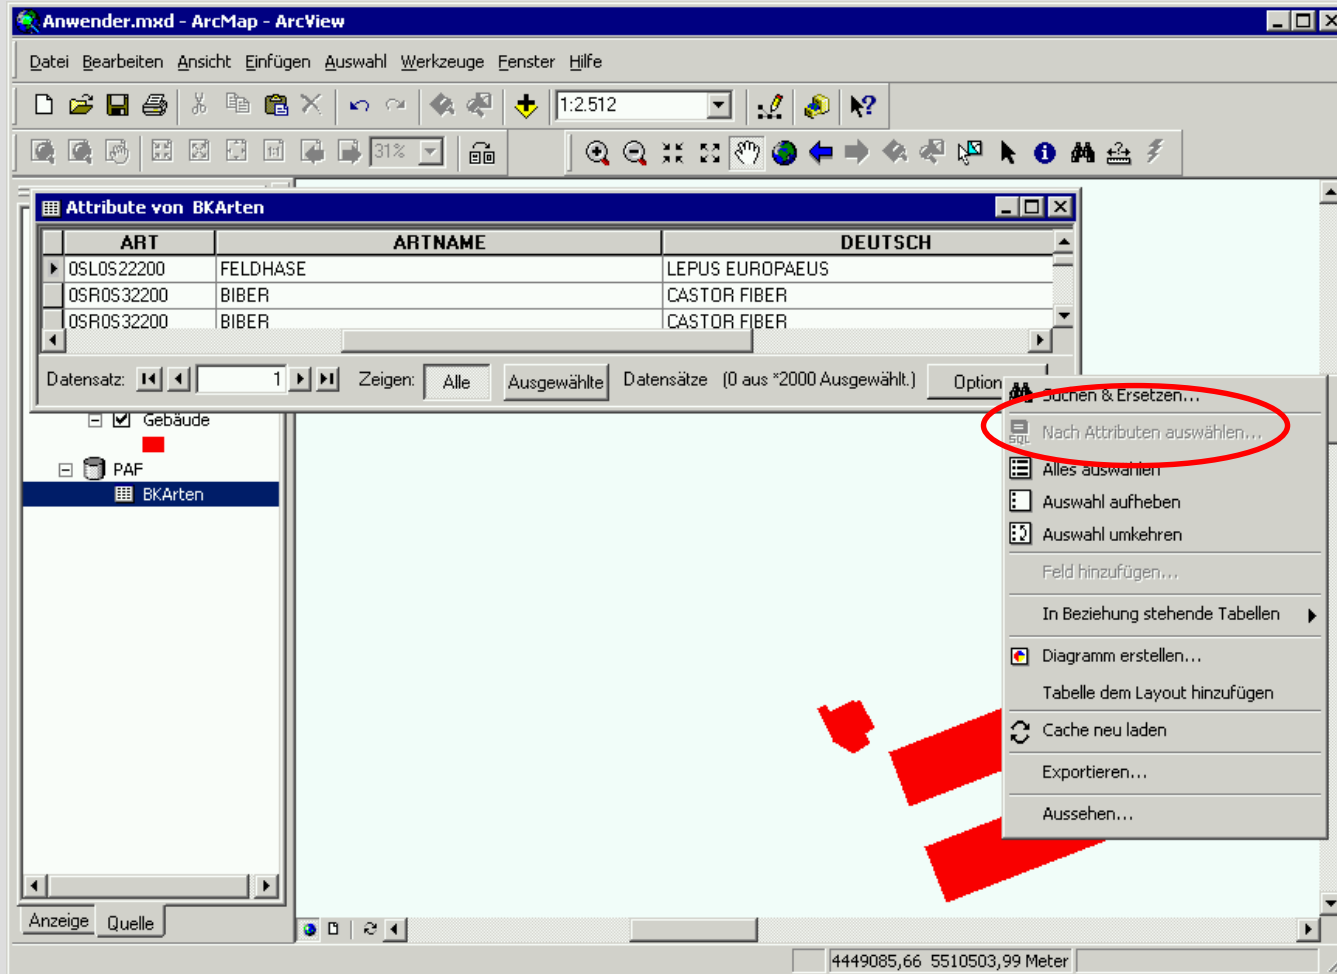 Anwender.mxd - ArcMap - ArcView
Datei Bearbeiten Ansicht Einfügen Auswahl Werkzeuge Fenster Hilfe
1:2.512
1:1 31%
Attribute von BKArten
ART ARTNAME DEUTSCH
0SL0S22200 FELDHASE LEPUS EUROPAEUS
0SR0S32200 BIBER CASTOR FIBER
0SR0S32200 BIBER CASTOR FIBER
Datensatz: 1 Zeigen: Alle Ausgewählte Datensätze (0 aus *2000 Ausgewählt.) Option
Suchen & Ersetzen...
SQL Nach Attributen auswählen...
Alles auswählen
Auswahl aufheben
Auswahl umkehren
Feld hinzufügen...
In Beziehung stehende Tabellen
Diagramm erstellen...
Tabelle dem Layout hinzufügen
Cache neu laden
Exportieren...
Aussehen...
Gebäude
PAF
BKArten
Anzeige Quelle
4449085,66 5510503,99 Meter